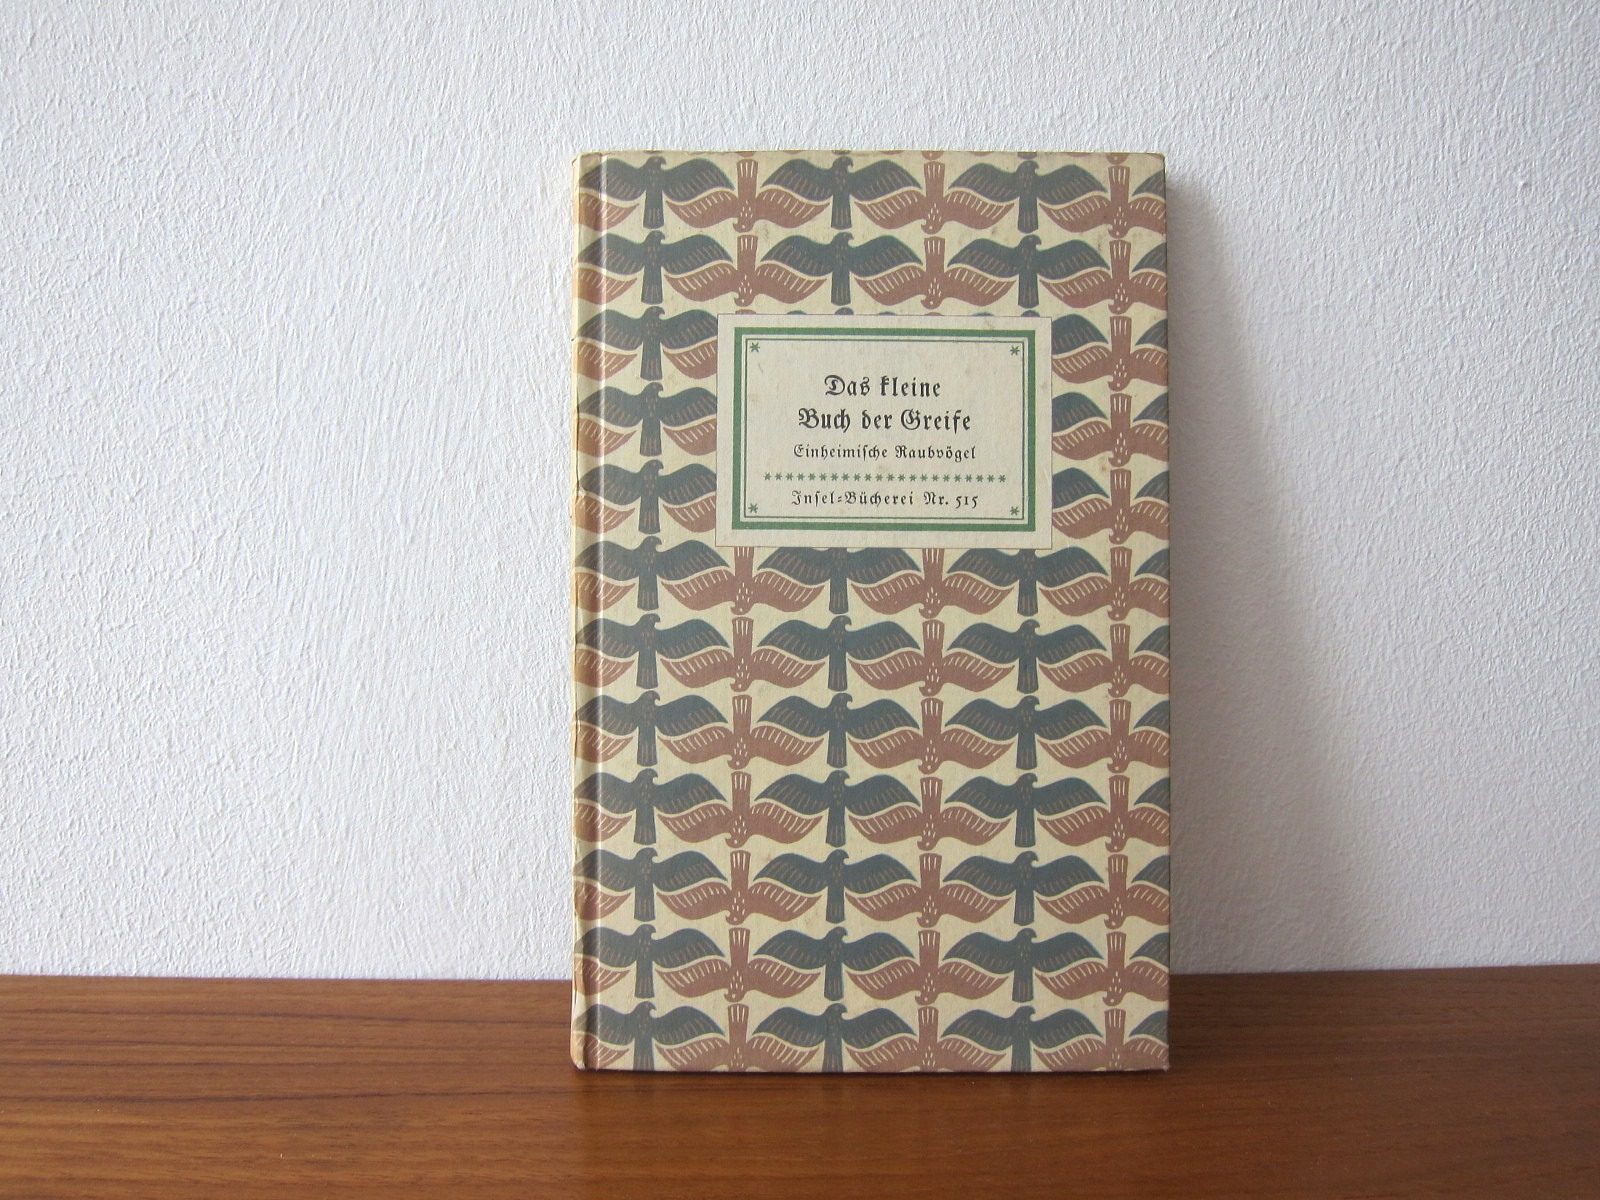 Das kleine
Buch der Greife
Einheimiſche Raubvögel
Inſel-Bücherei Nr. 515